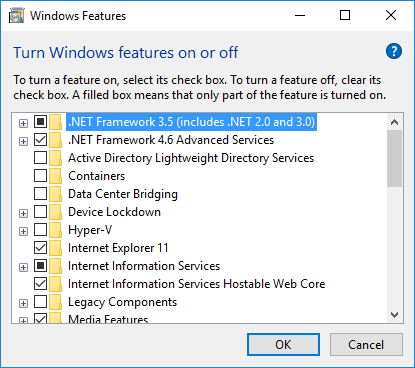 Windows Features
Turn Windows features on or off
?
To turn a feature on, select its check box. To turn a feature off, clear its
check box. A filled box means that only part of the feature is turned on.
.NET Framework 3.5 (includes .NET 2.0 and 3.0)
.NET Framework 4.6 Advanced Services
Active Directory Lightweight Directory Services
Containers
Data Center Bridging
Device Lockdown
Hyper-V
Internet Explorer 11
Internet Information Services
Internet Information Services Hostable Web Core
Legacy Components
Media Features
OK
Cancel